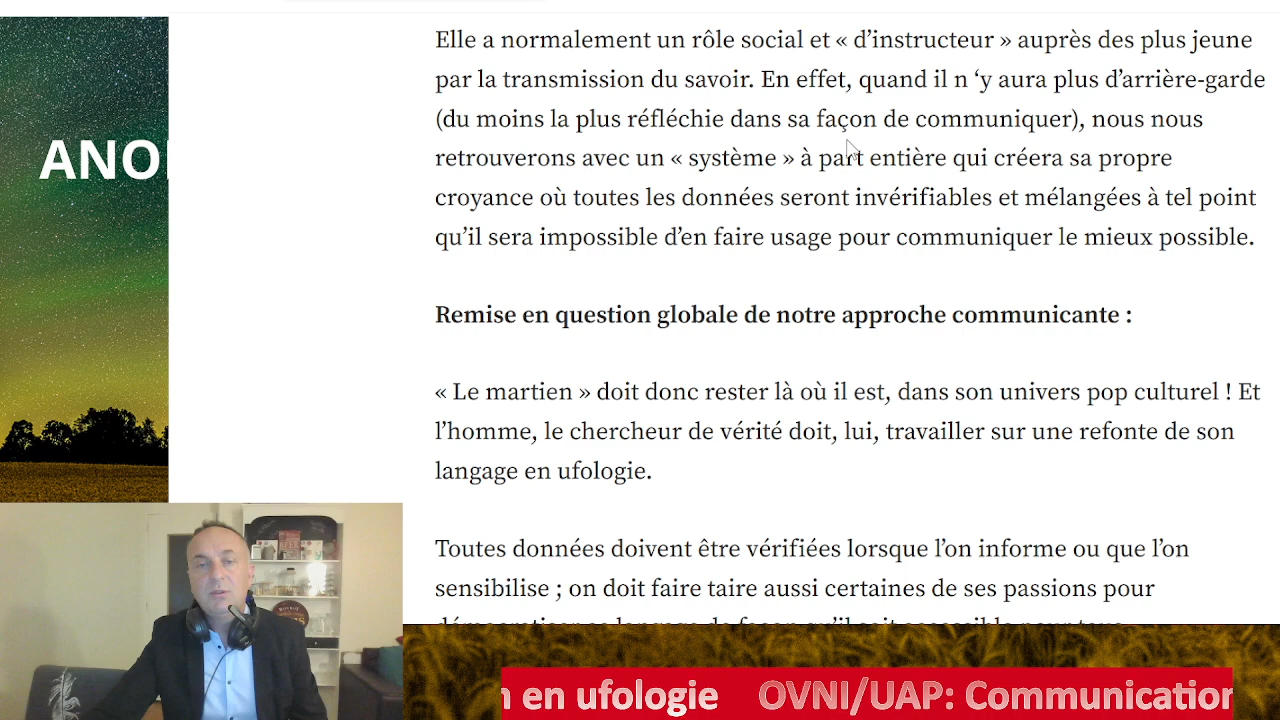 Elle a normalement un rôle social et « d’instructeur » auprès des plus jeune
par la transmission du savoir. En effet, quand il n ‘y aura plus d’arrière-garde
(du moins la plus réfléchie dans sa façon de communiquer), nous nous
retrouverons avec un « système » à part entière qui créera sa propre
croyance où toutes les données seront invérifiables et mélangées à tel point
qu’il sera impossible d’en faire usage pour communiquer le mieux possible.
Remise en question globale de notre approche communicante :
« Le martien » doit donc rester là où il est, dans son univers pop culturel ! Et
l’homme, le chercheur de vérité doit, lui, travailler sur une refonte de son
langage en ufologie.
Toutes données doivent être vérifiées lorsque l’on informe ou que l’on
sensibilise ; on doit faire taire aussi certaines de ses passions pour
ANO
en ufologie OVNI/UAP: Communication